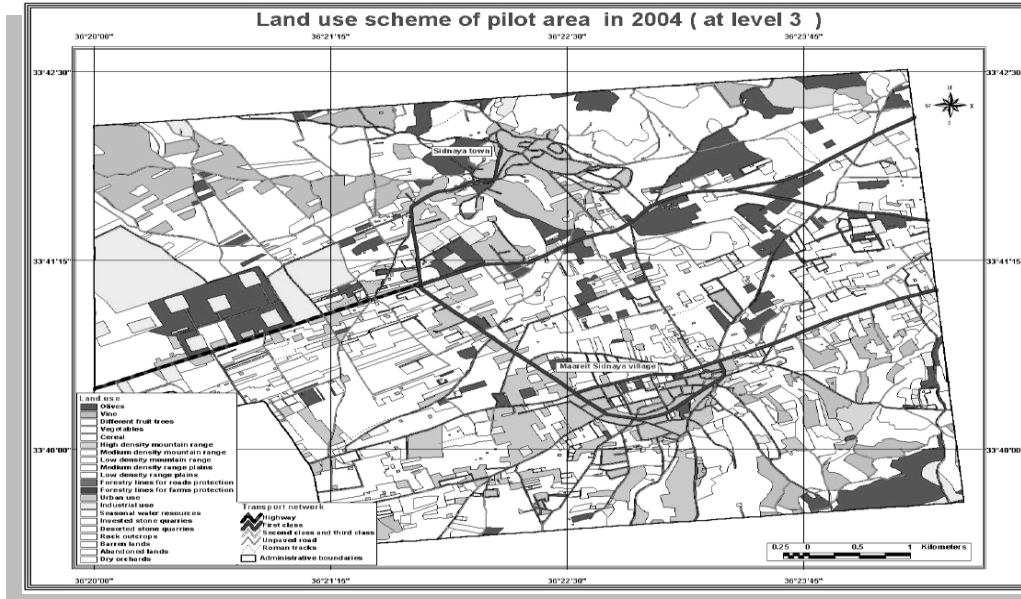 Land use scheme of pilot area in 2004 ( at level 3 )
36°20'00" 36°21'15" 36°22'30" 36°23'45"
33°42'30" 33°42'30"
Sidnaya town
33°41'15" 33°41'15"
Maareit Sidnaya village
33°40'00" 33°40'00"
Land use
Olives
Vine
Different fruit trees
Vegetables
Cereal
High density mountain range
Medium density mountain range
Low density mountain range
Medium density range plains
Low density range plains
Forestry lines for roads protection
Forestry lines for farms protection
Urban use
Industrial use
Seasonal water resources
Invested stone quarries
Deserted stone quarries
Rock outcrops
Barren lands
Abandoned lands
Dry orchards
Transport network
Highway
First class
Second class and third class
Unpaved road
Roman tracks
Administrative boundaries
0.25 0 0.5 1 Kilometers
36°20'00" 36°21'15" 36°22'30" 36°23'45"